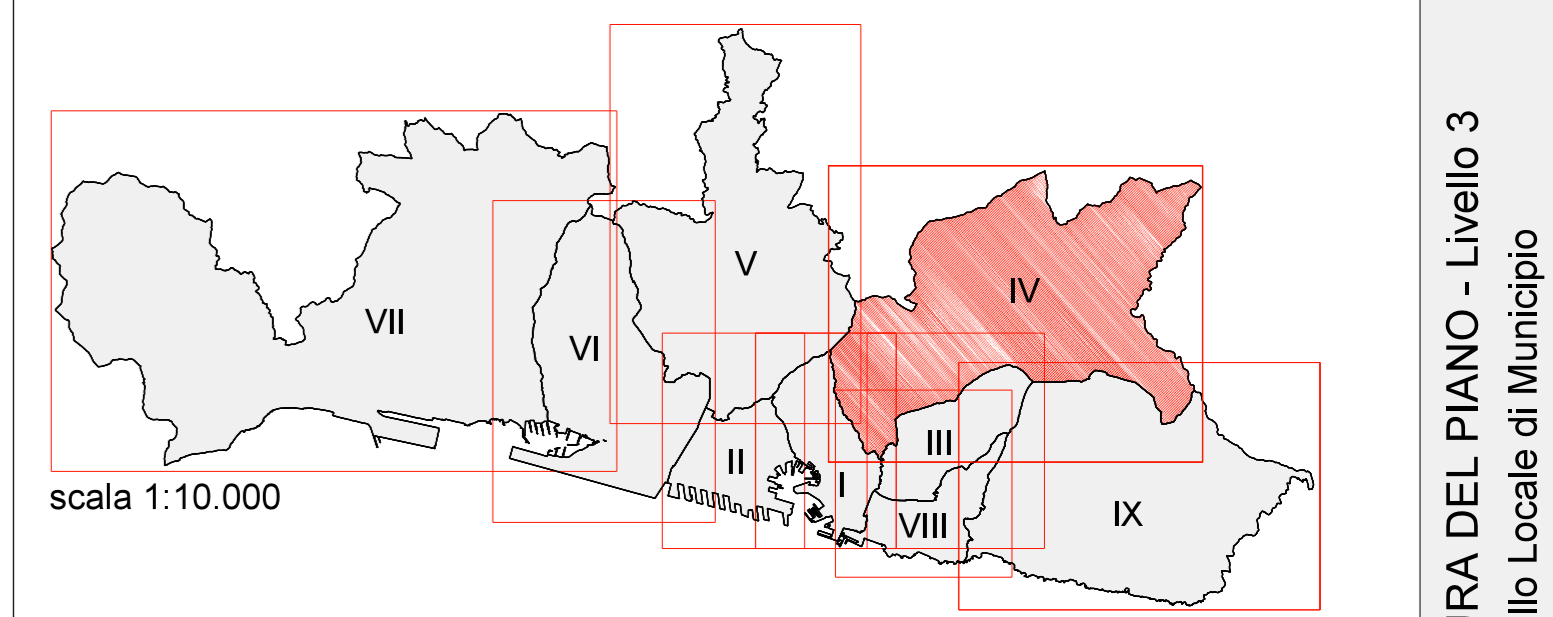 V
IV
VII
VI
III
II
I
VIII
IX
scala 1:10.000
RA DEL PIANO - Livello 3
llo Locale di Municipio